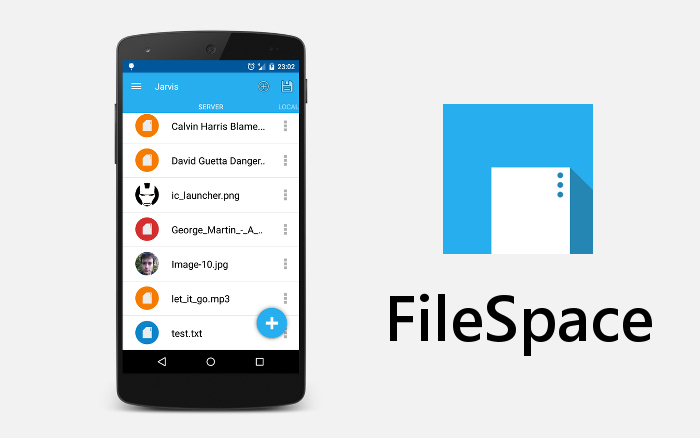 23:02
Jarvis
SERVER
LOCAL
Calvin Harris Blame...
David Guetta Danger..
ic_launcher.png
George_Martin_-_A_..
Image-10.jpg
let_it_go.mp3
test.txt
FileSpace